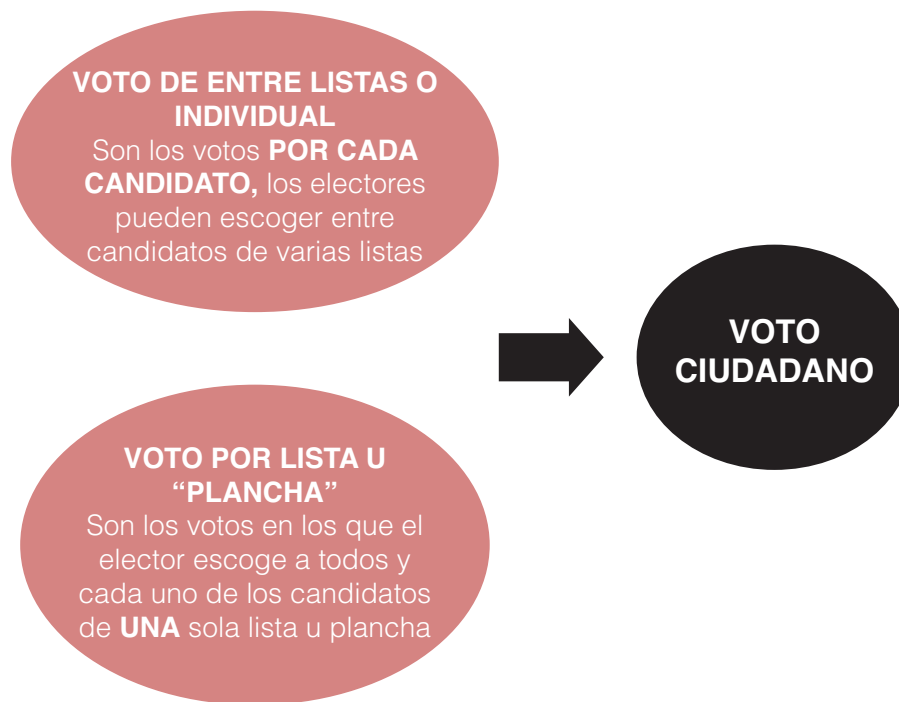 VOTO DE ENTRE LISTAS O
INDIVIDUAL
Son los votos POR CADA
CANDIDATO, los electores
pueden escoger entre
candidatos de varias listas
VOTO
CIUDADANO
VOTO POR LISTA U
“PLANCHA”
Son los votos en los que el
elector escoge a todos y
cada uno de los candidatos
de UNA sola lista u plancha